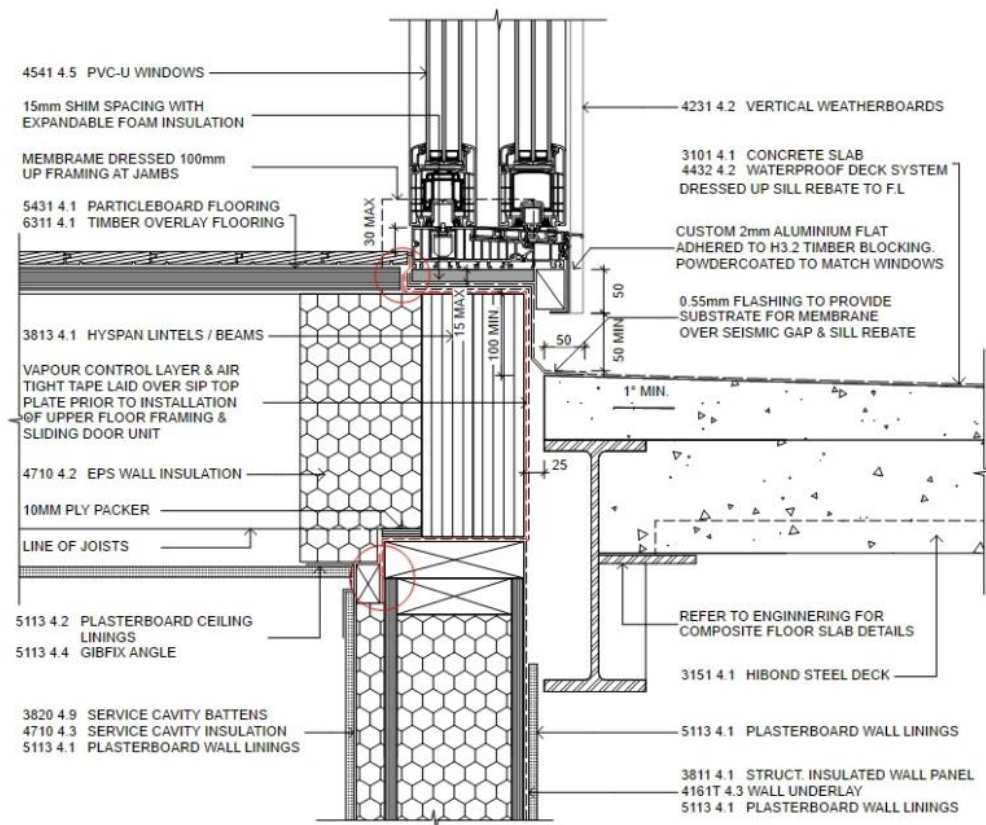 4541 4.5 PVC-U WINDOWS
15mm SHIM SPACING WITH
EXPANDABLE FOAM INSULATION
MEMBRAME DRESSED 100mm
UP FRAMING AT JAMBS
5431 4.1 PARTICLEBOARD FLOORING
6311 4.1 TIMBER OVERLAY FLOORING
3813 4.1 HYSPAN LINTELS / BEAMS
VAPOUR CONTROL LAYER & AIR
TIGHT TAPE LAID OVER SIP TOP
PLATE PRIOR TO INSTALLATION
OF UPPER FLOOR FRAMING &
SLIDING DOOR UNIT
4710 4.2 EPS WALL INSULATION
10MM PLY PACKER
LINE OF JOISTS
5113 4.2 PLASTERBOARD CEILING
LININGS
5113 4.4 GIBFIX ANGLE
3820 4.9 SERVICE CAVITY BATTENS
4710 4.3 SERVICE CAVITY INSULATION
5113 4.1 PLASTERBOARD WALL LININGS
30 MAX
15 MAX
100 MIN.
50
50
50 MIN
1° MIN.
25
4231 4.2 VERTICAL WEATHERBOARDS
3101 4.1 CONCRETE SLAB
4432 4.2 WATERPROOF DECK SYSTEM
DRESSED UP SILL REBATE TO F.L
CUSTOM 2mm ALUMINIUM FLAT
ADHERED TO H3.2 TIMBER BLOCKING.
POWDERCOATED TO MATCH WINDOWS
0.55mm FLASHING TO PROVIDE
SUBSTRATE FOR MEMBRANE
OVER SEISMIC GAP & SILL REBATE
REFER TO ENGINNERING FOR
COMPOSITE FLOOR SLAB DETAILS
3151 4.1 HIBOND STEEL DECK
5113 4.1 PLASTERBOARD WALL LININGS
3811 4.1 STRUCT. INSULATED WALL PANEL
4161T 4.3 WALL UNDERLAY
5113 4.1 PLASTERBOARD WALL LININGS